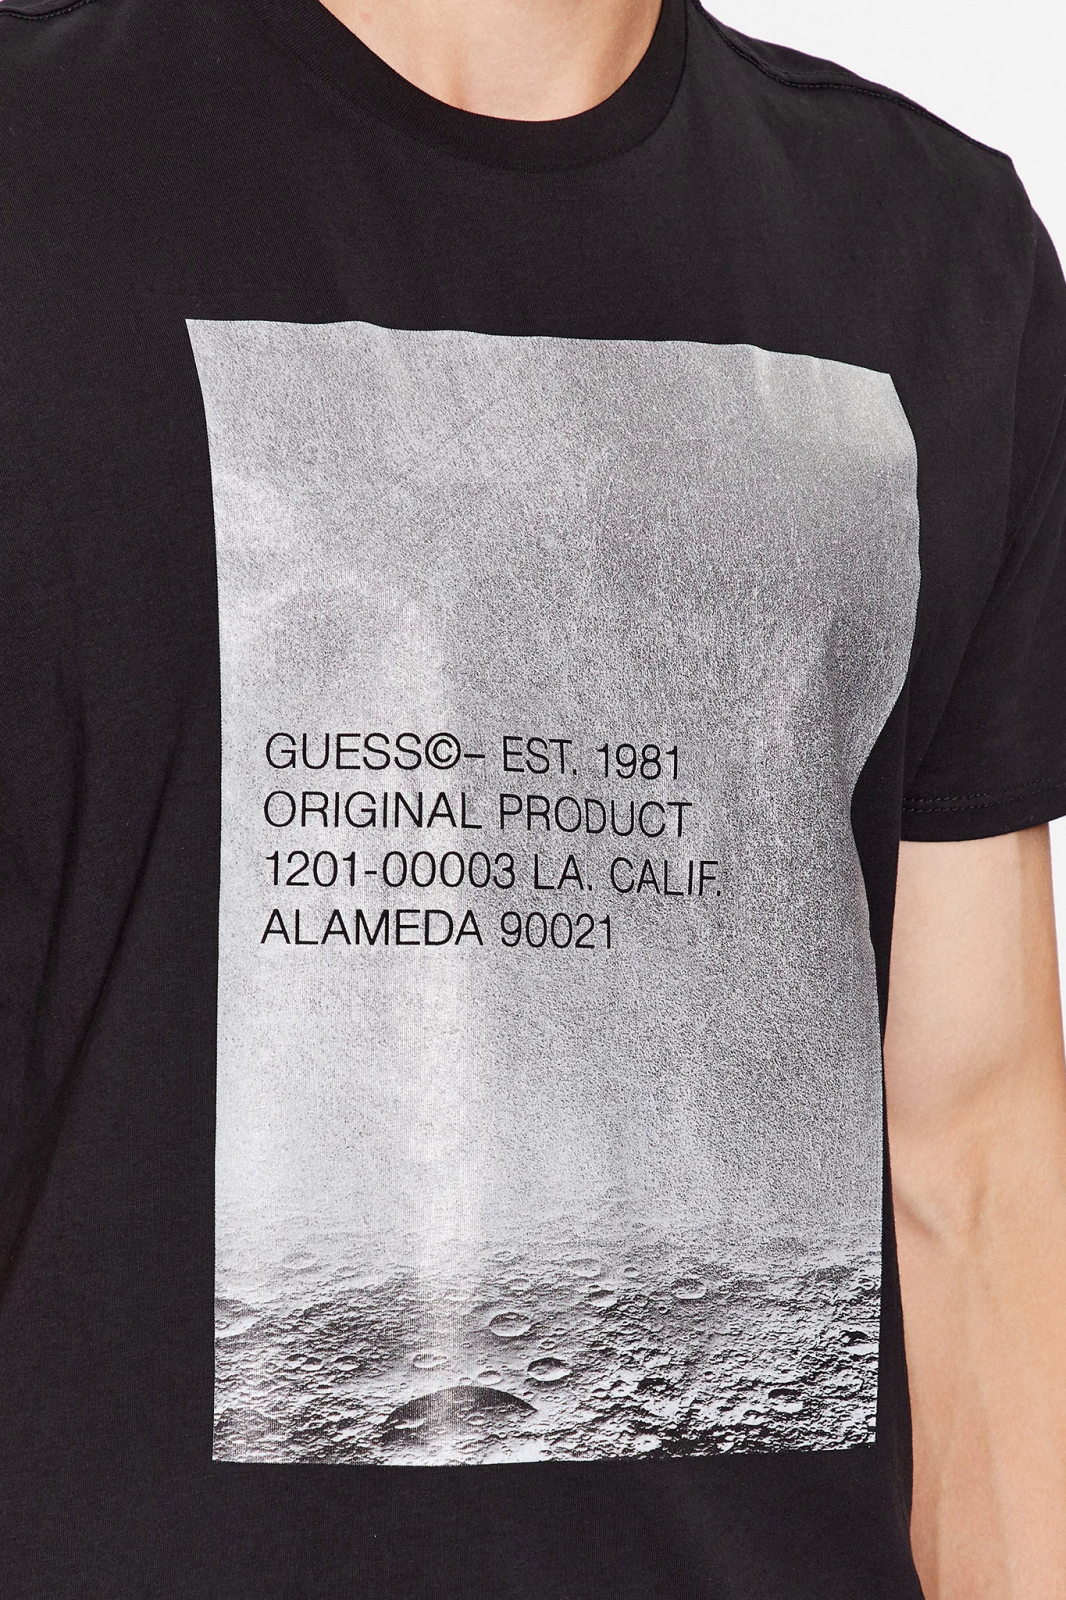 GUESS©– EST. 1981
ORIGINAL PRODUCT
1201-00003 LA. CALIF.
ALAMEDA 90021